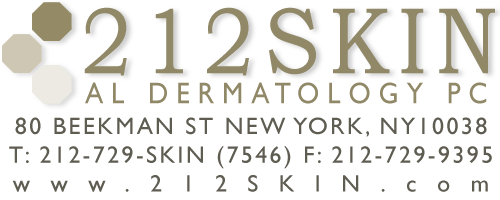 212SKIN
AL DERMATOLOGY PC
80 BEEKMAN ST NEW YORK, NY10038
T: 212-729-SKIN (7546) F: 212-729-9395
www.212SKIN.com